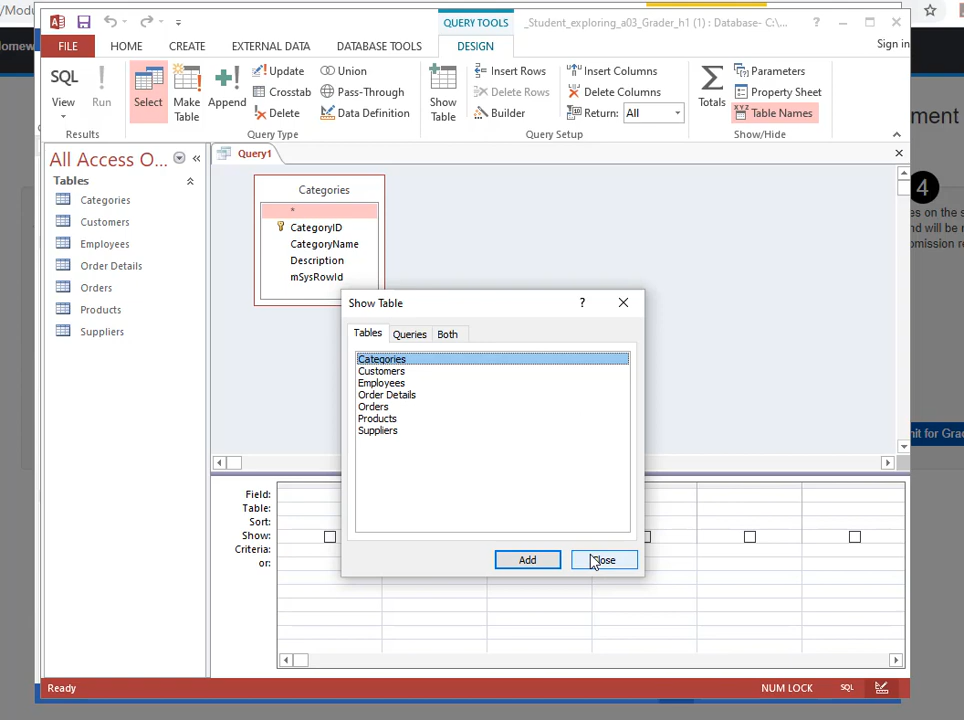 /Modu
QUERY TOOLS
_Student_exploring_a03_Grader_h1 (1) : Database- C:\...
?
FILE
HOME
CREATE
EXTERNAL DATA
DATABASE TOOLS
DESIGN
Sign in
Homew
SQL
View
Run
Results
Select
Make
Table
Append
Update
Crosstab
Delete
Union
Pass-Through
Data Definition
Query Type
Show
Table
Insert Rows
Delete Rows
Builder
Insert Columns
Delete Columns
Return: All
Query Setup
Totals
Parameters
Property Sheet
Table Names
Show/Hide
ment
All Access O...
Tables
Categories
Customers
Employees
Order Details
Orders
Products
Suppliers
Query1
Categories
*
CategoryID
CategoryName
Description
mSysRowId
4
es on the s
nd will be r
omission re
Show Table
?
Tables
Queries
Both
Categories
Customers
Employees
Order Details
Orders
Products
Suppliers
Add
Close
nit for Grad
Field:
Table:
Sort:
Show:
Criteria:
or:
Ready
NUM LOCK
SQL